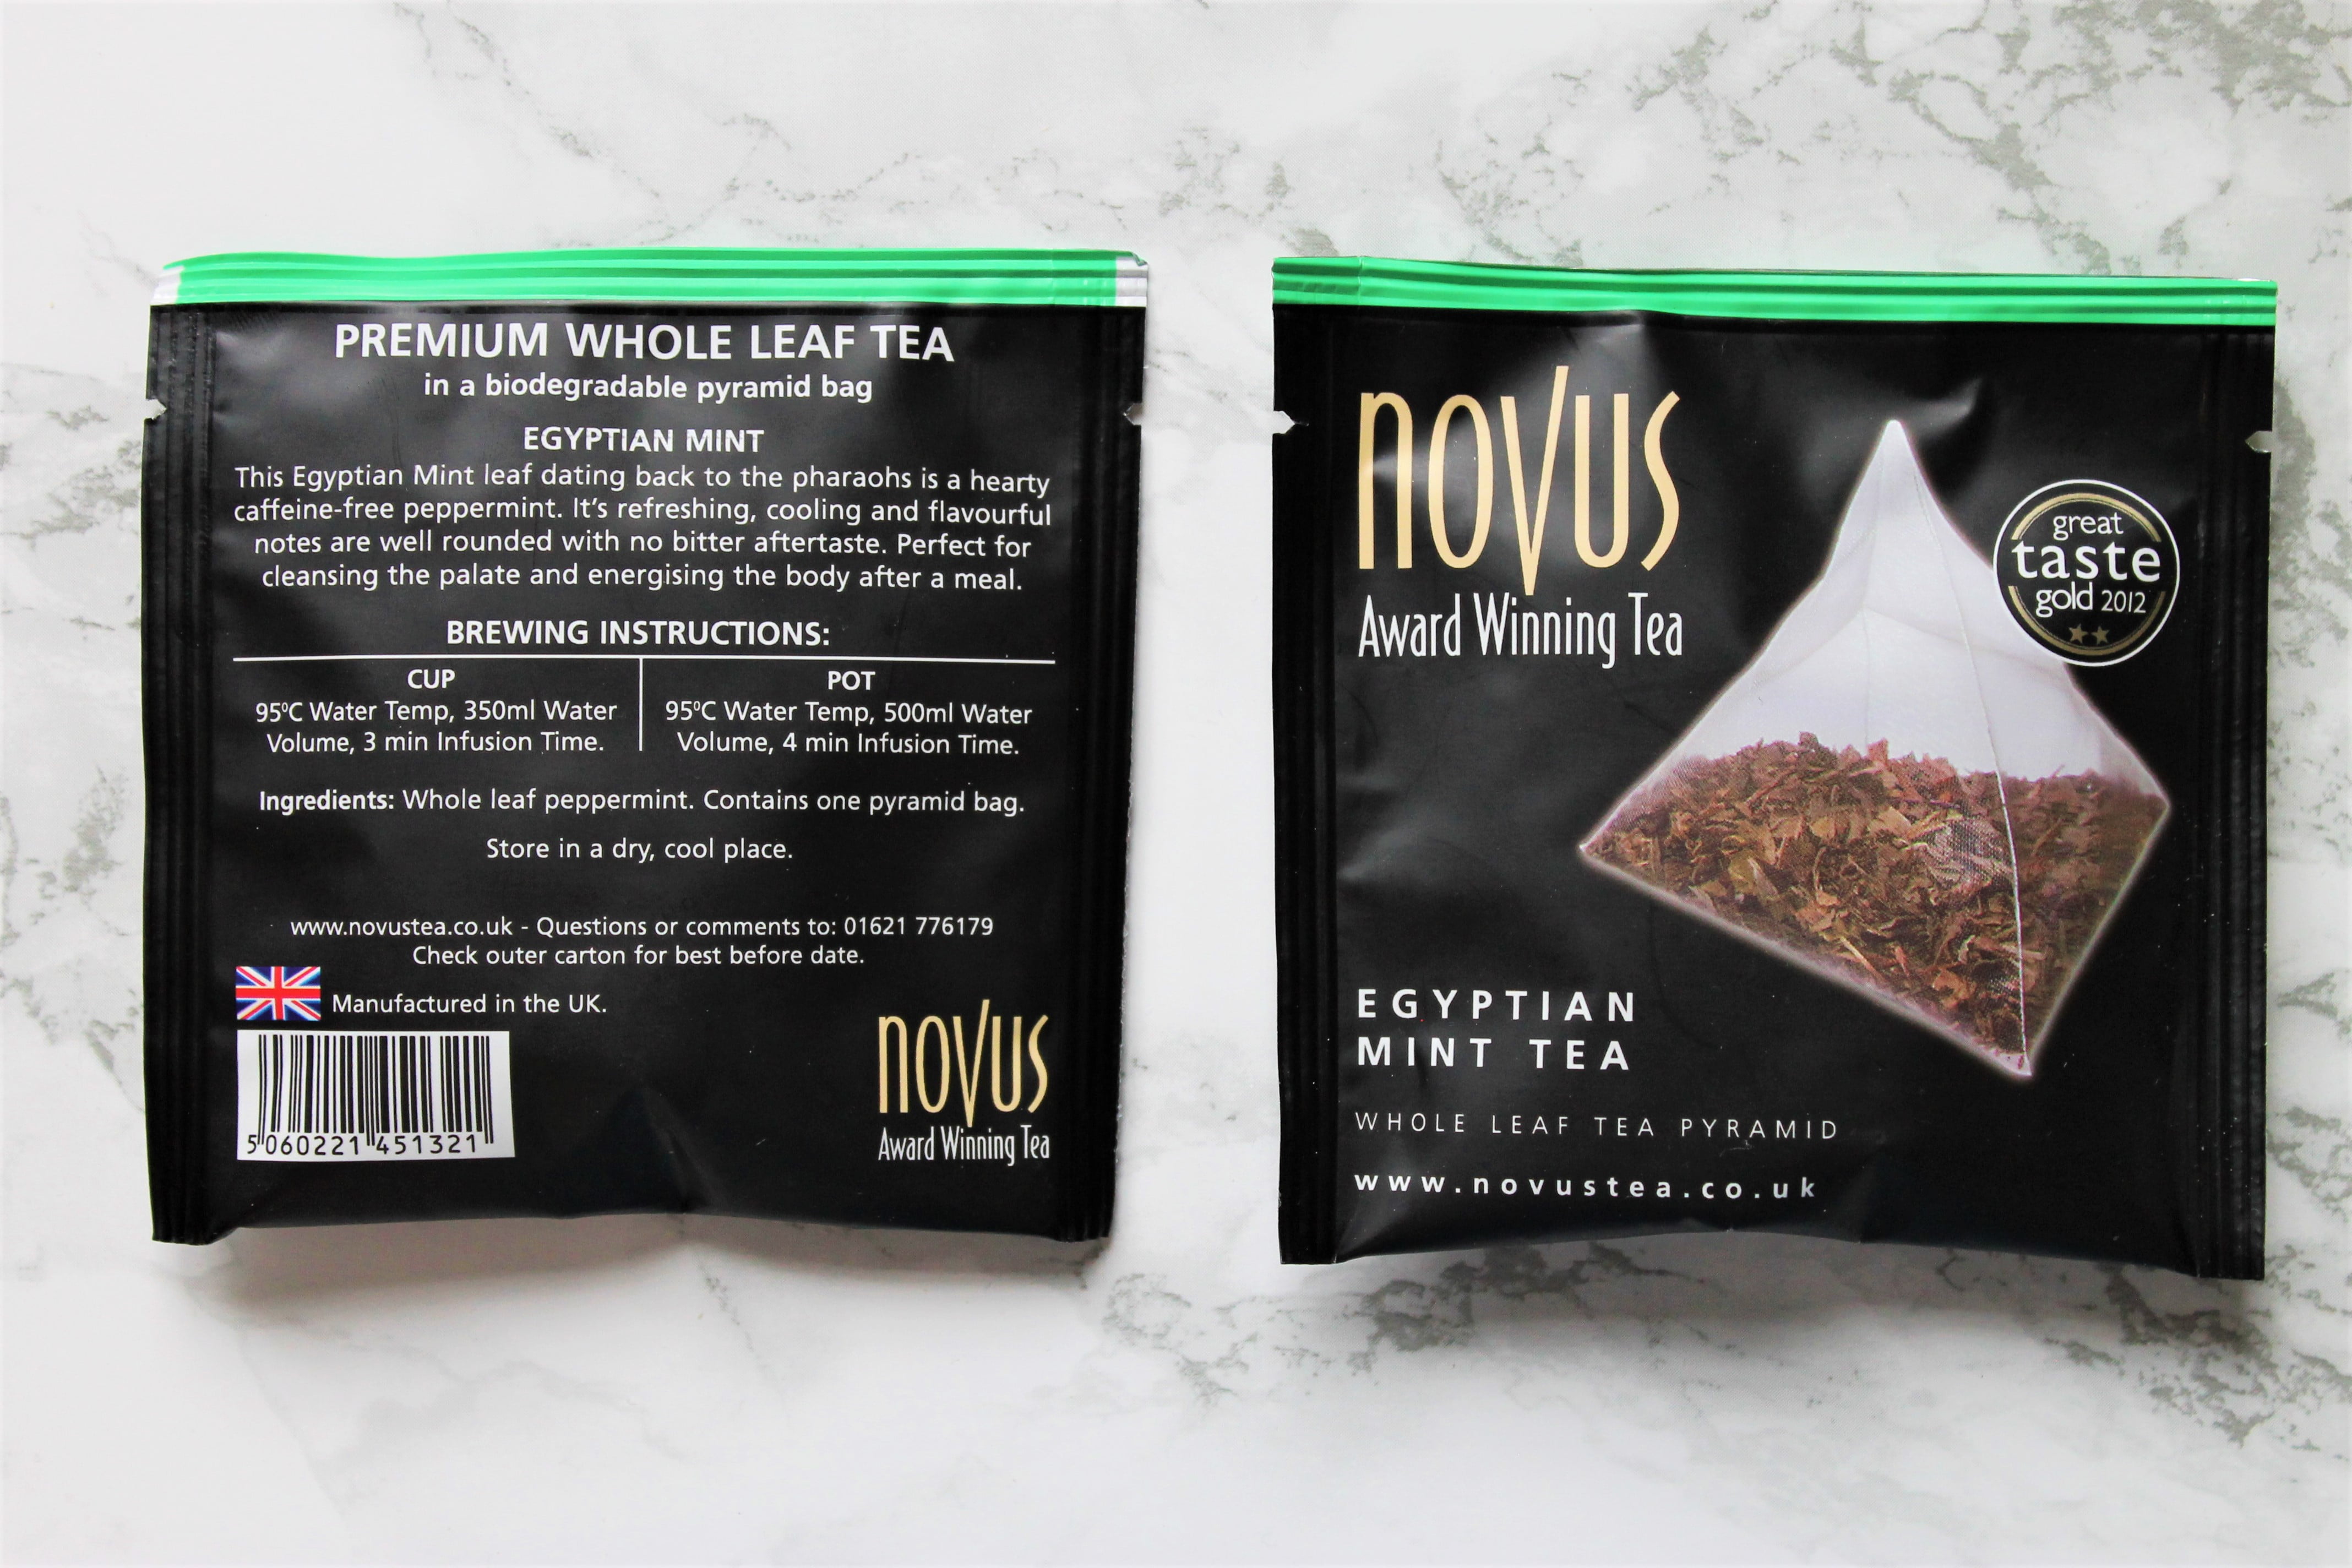 PREMIUM WHOLE LEAF TEA
in a biodegradable pyramid bag
EGYPTIAN MINT
This Egyptian Mint leaf dating back to the pharaohs is a hearty
caffeine-free peppermint. It's refreshing, cooling and flavourful
notes are well rounded with no bitter aftertaste. Perfect for
cleansing the palate and energising the body after a meal.
BREWING INSTRUCTIONS:
CUP
95ºC Water Temp, 350ml Water
Volume, 3 min Infusion Time.
POT
95ºC Water Temp, 500ml Water
Volume, 4 min Infusion Time.
Ingredients: Whole leaf peppermint. Contains one pyramid bag.
Store in a dry, cool place.
www.novustea.co.uk - Questions or comments to: 01621 776179
Check outer carton for best before date.
Manufactured in the UK.
5 060221 451321
novus
Award Winning Tea
novus
Award Winning Tea
great
taste
gold 2012
EGYPTIAN
MINT TEA
WHOLE LEAF TEA PYRAMID
www.novustea.co.uk